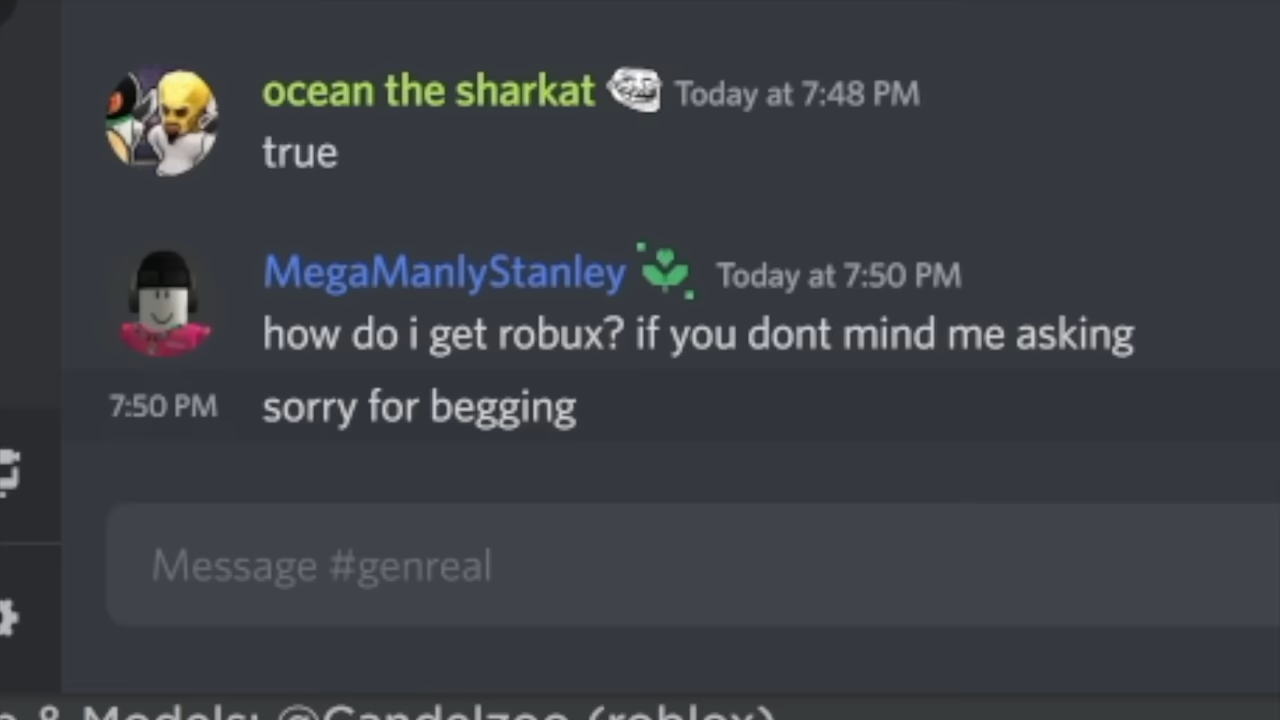 ocean the sharkat Today at 7:48 PM
true
MegaManlyStanley Today at 7:50 PM
how do i get robux? if you dont mind me asking
7:50 PM sorry for begging
Message #genreal
& Models: @Candelzoo (roblox)